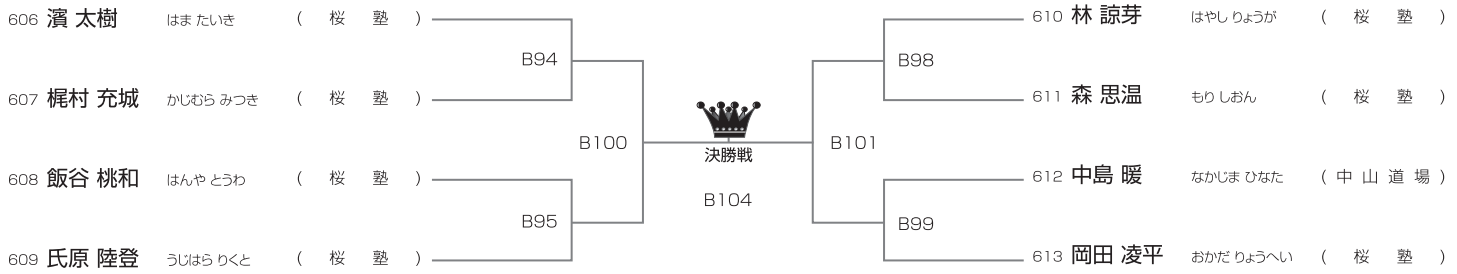 606 濱 太樹 はま たいき ( 桜 塾 )
B94
607 梶村 充城 かじむら みつき ( 桜 塾 )
B100
608 飯谷 桃和 はんや とうわ ( 桜 塾 )
B95
609 氏原 陸登 うじはら りくと ( 桜 塾 )
決勝戦
B104
610 林 諒芽 はやし りょうが ( 桜 塾 )
B98
611 森 思温 もり しおん ( 桜 塾 )
B101
612 中島 暖 なかじま ひなた ( 中 山 道 場 )
B99
613 岡田 凌平 おかだ りょうへい ( 桜 塾 )